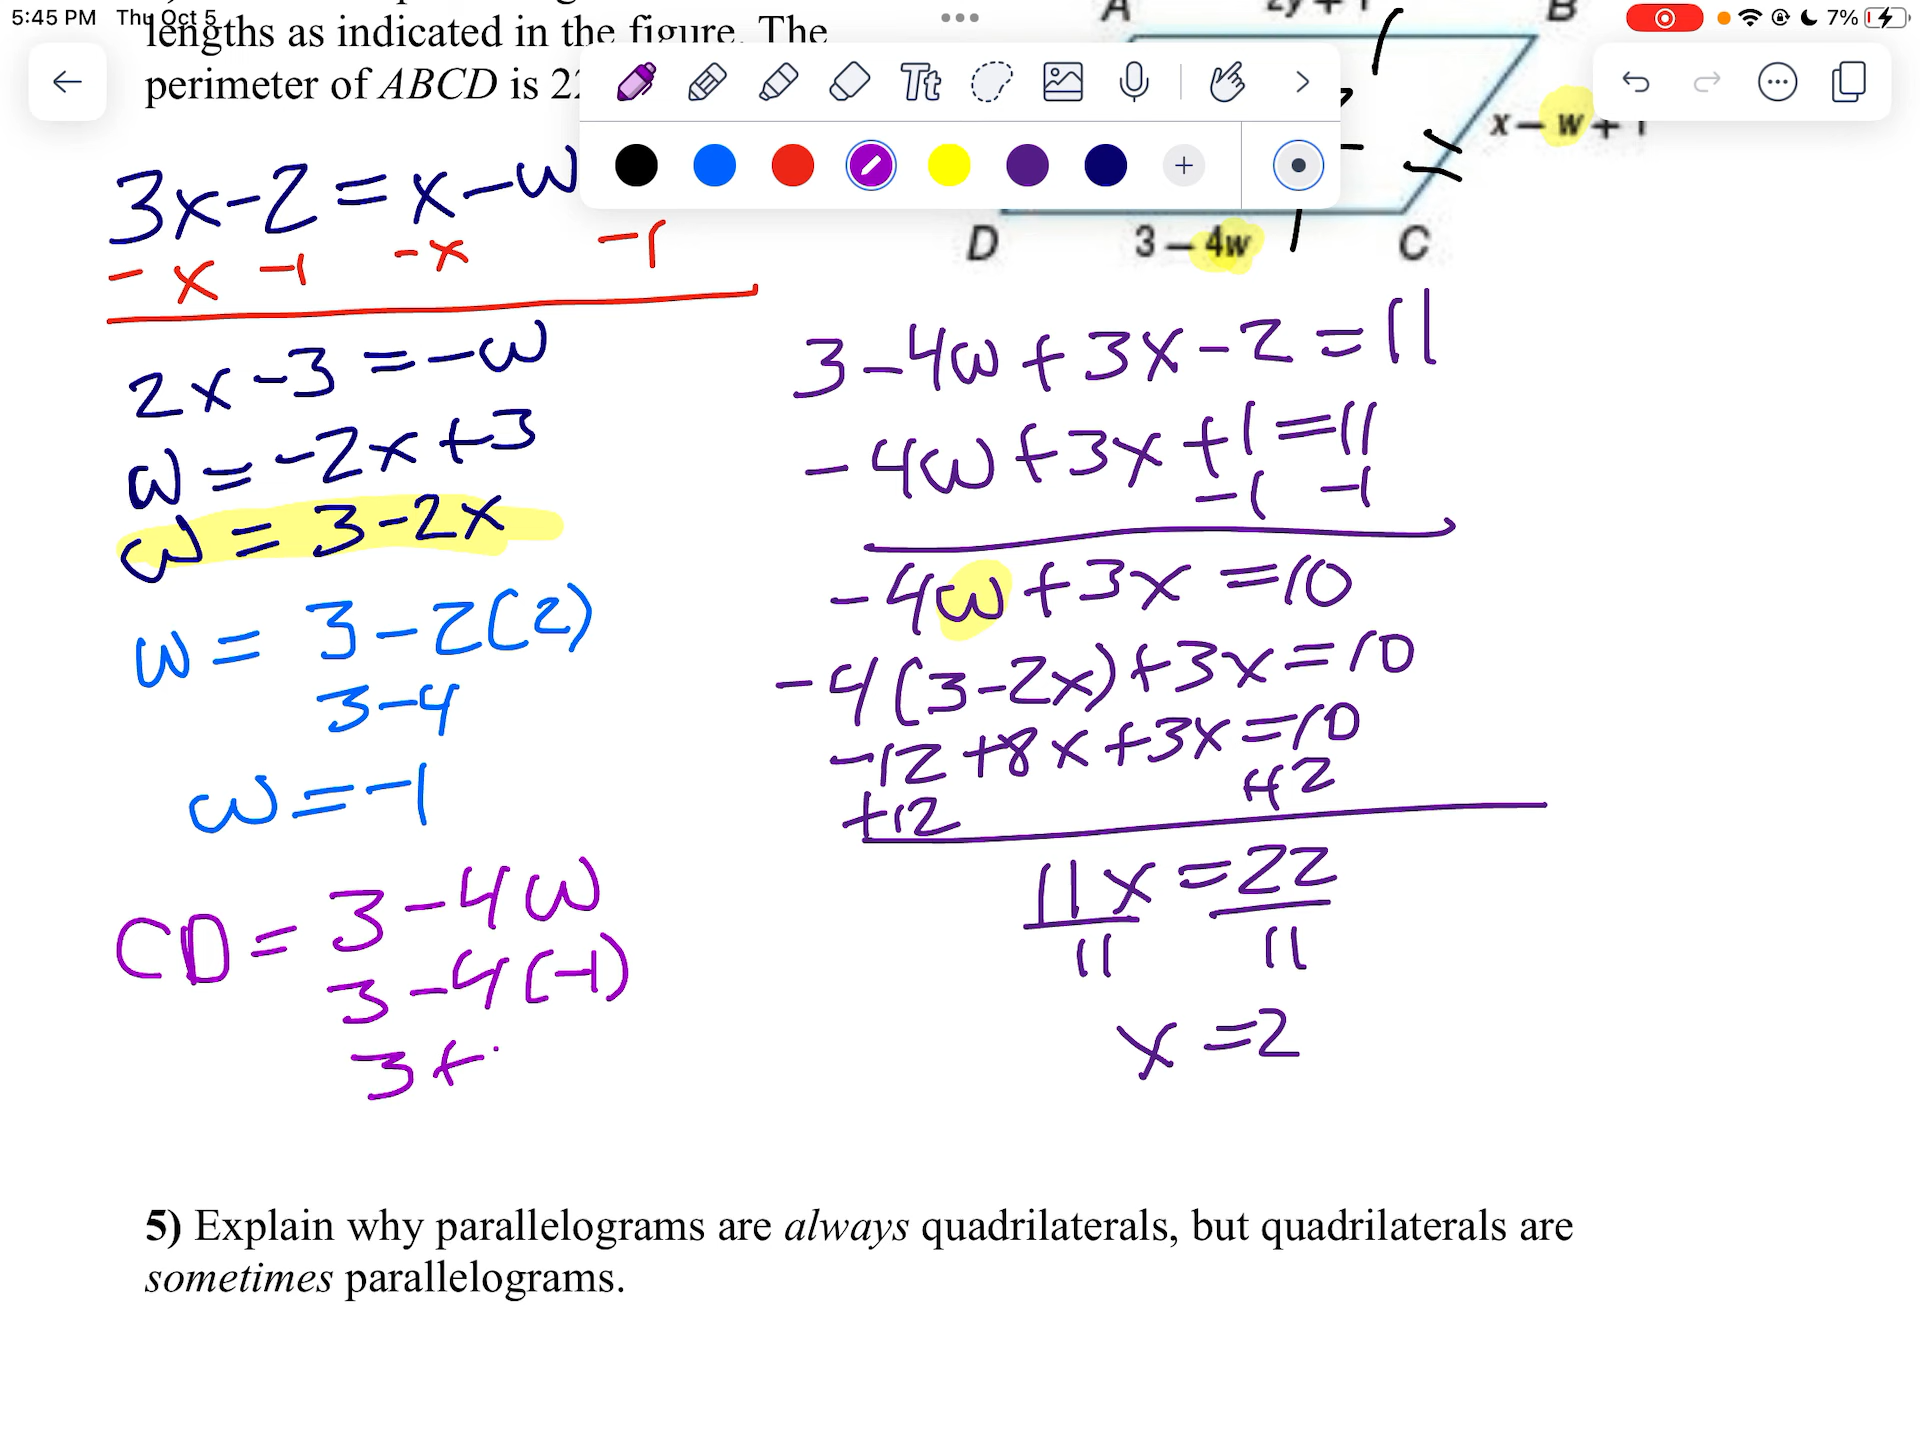 5:45 PM Thu Oct 5
7%
lengths as indicated in the figure. The
perimeter of ABCD is 22
Tt
A
B
x – w + 1
D
3 – 4w
C
3x-2=x-w
-x -1 -x -1
2x-3=-w
w=-2x+3
w=3-2x
w=3-2(2)
3-4
w=-1
CD=3-4w
3-4(-1)
3+
3-4w+3x-2=11
-4w+3x+1=11
-1 -1
-4w+3x=10
-4(3-2x)+3x=10
-12+8x+3x=10
+12 +12
11x=22
11 11
x=2
5) Explain why parallelograms are always quadrilaterals, but quadrilaterals are
sometimes parallelograms.